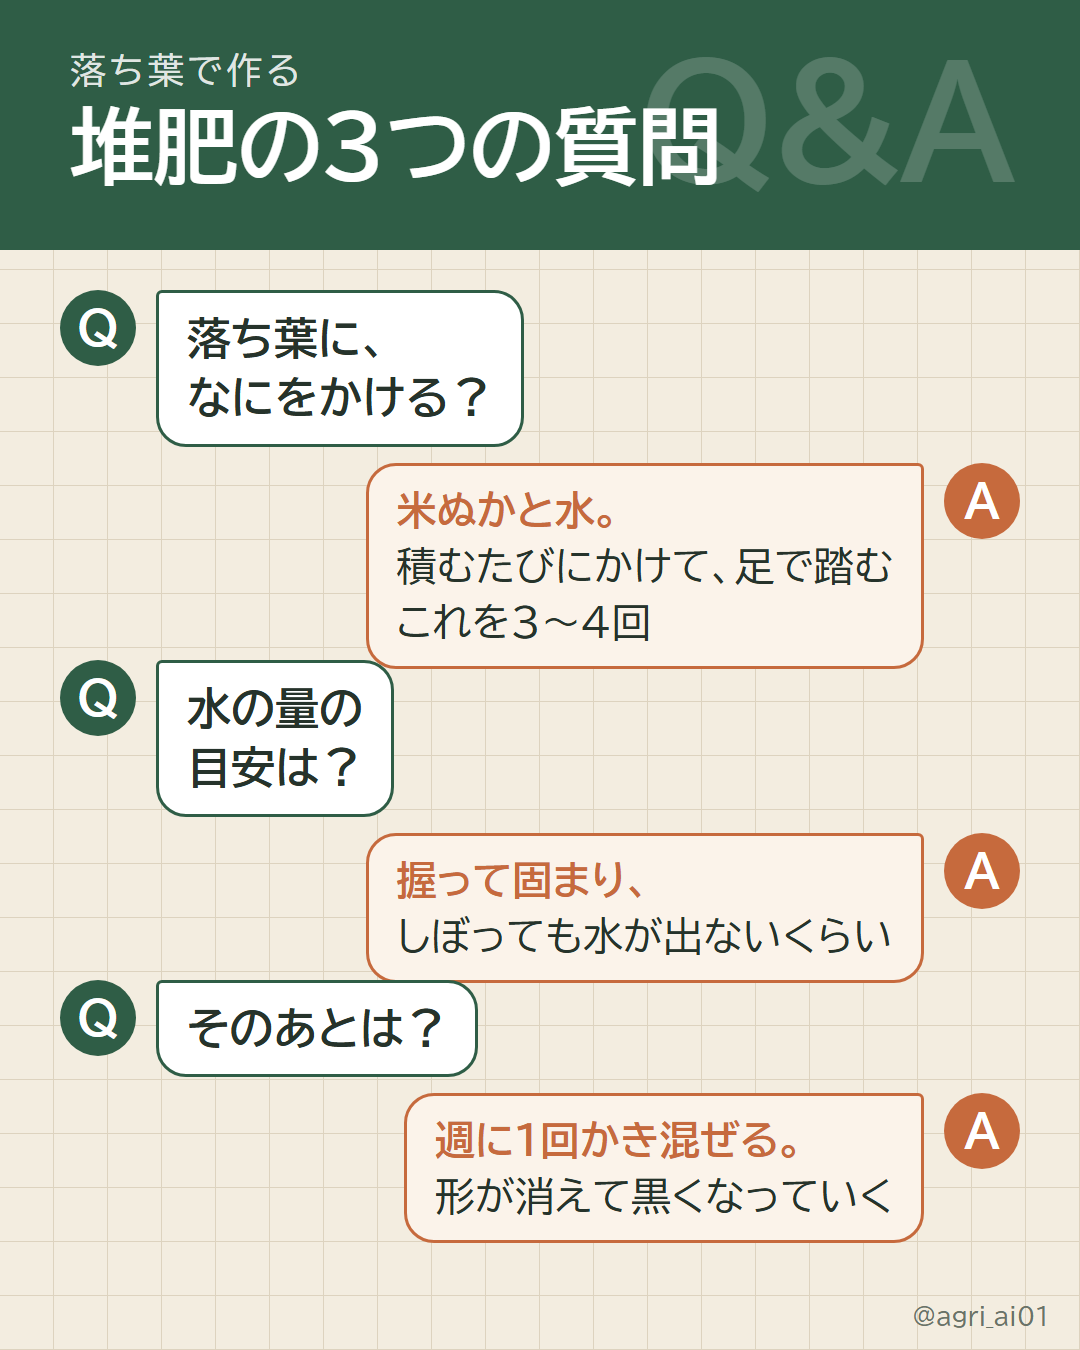 落ち葉で作る
堆肥の3つの質問
Q&A
Q
落ち葉に、
なにをかける？
A
米ぬかと水。
積むたびにかけて、足で踏む
これを3〜4回
Q
水の量の
目安は？
A
握って固まり、
しぼっても水が出ないくらい
Q
そのあとは？
A
週に1回かき混ぜる。
形が消えて黒くなっていく
@agri_ai01